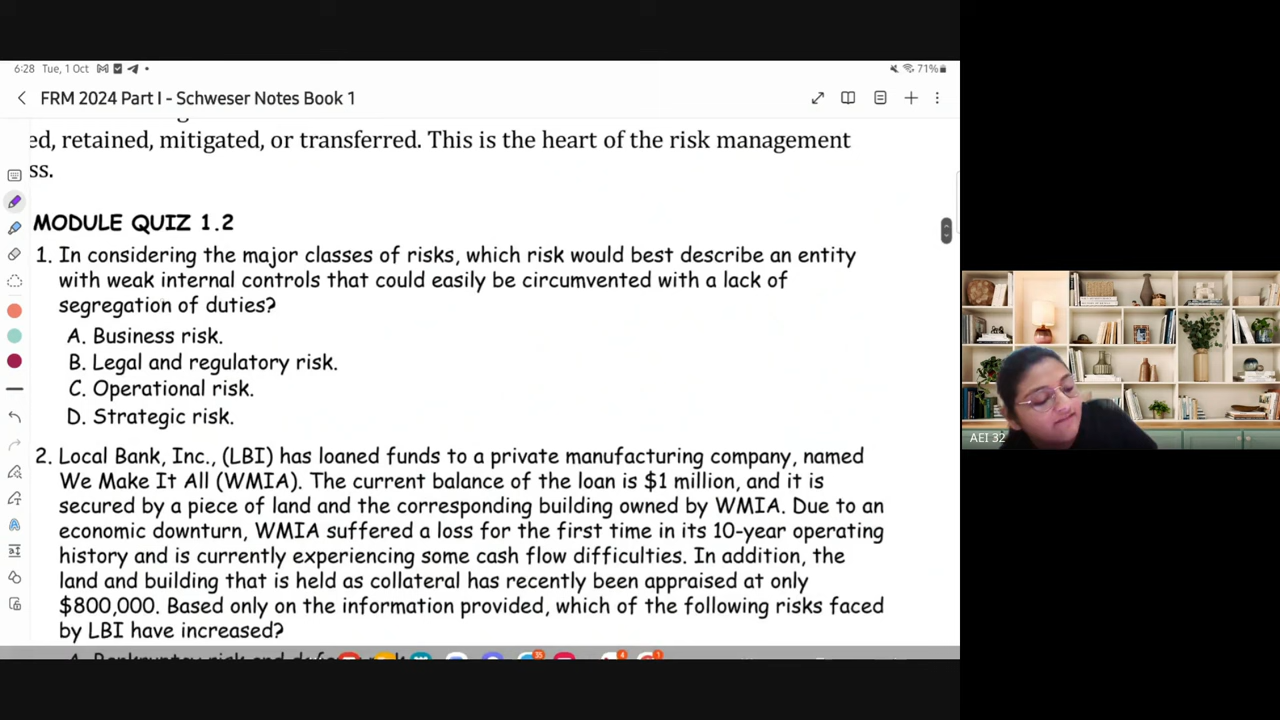 6:28 Tue, 1 Oct
71%
FRM 2024 Part I - Schweser Notes Book 1
ed, retained, mitigated, or transferred. This is the heart of the risk management
ss.
MODULE QUIZ 1.2
1. In considering the major classes of risks, which risk would best describe an entity
with weak internal controls that could easily be circumvented with a lack of
segregation of duties?
A. Business risk.
B. Legal and regulatory risk.
C. Operational risk.
D. Strategic risk.
2. Local Bank, Inc., (LBI) has loaned funds to a private manufacturing company, named
We Make It All (WMIA). The current balance of the loan is $1 million, and it is
secured by a piece of land and the corresponding building owned by WMIA. Due to an
economic downturn, WMIA suffered a loss for the first time in its 10-year operating
history and is currently experiencing some cash flow difficulties. In addition, the
land and building that is held as collateral has recently been appraised at only
$800,000. Based only on the information provided, which of the following risks faced
by LBI have increased?
AEI 32